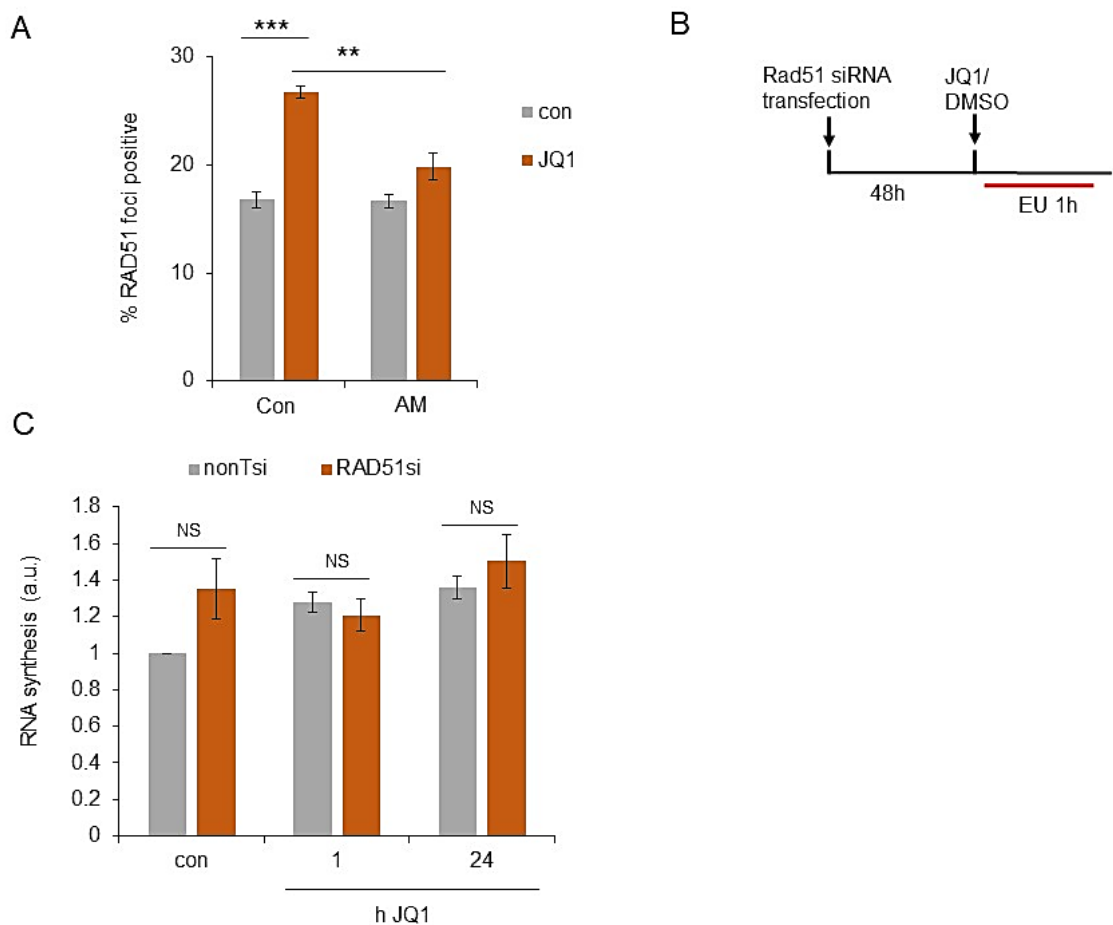 A
***
**
30
20
10
0
% RAD51 foci positive
Con
AM
con
JQ1
B
Rad51 siRNA
transfection
JQ1/
DMSO
48h
EU 1h
C
nonTsi
RAD51si
1.8
1.6
1.4
1.2
1
0.8
0.6
0.4
0.2
0
RNA synthesis (a.u.)
NS
NS
NS
con
1
24
h JQ1